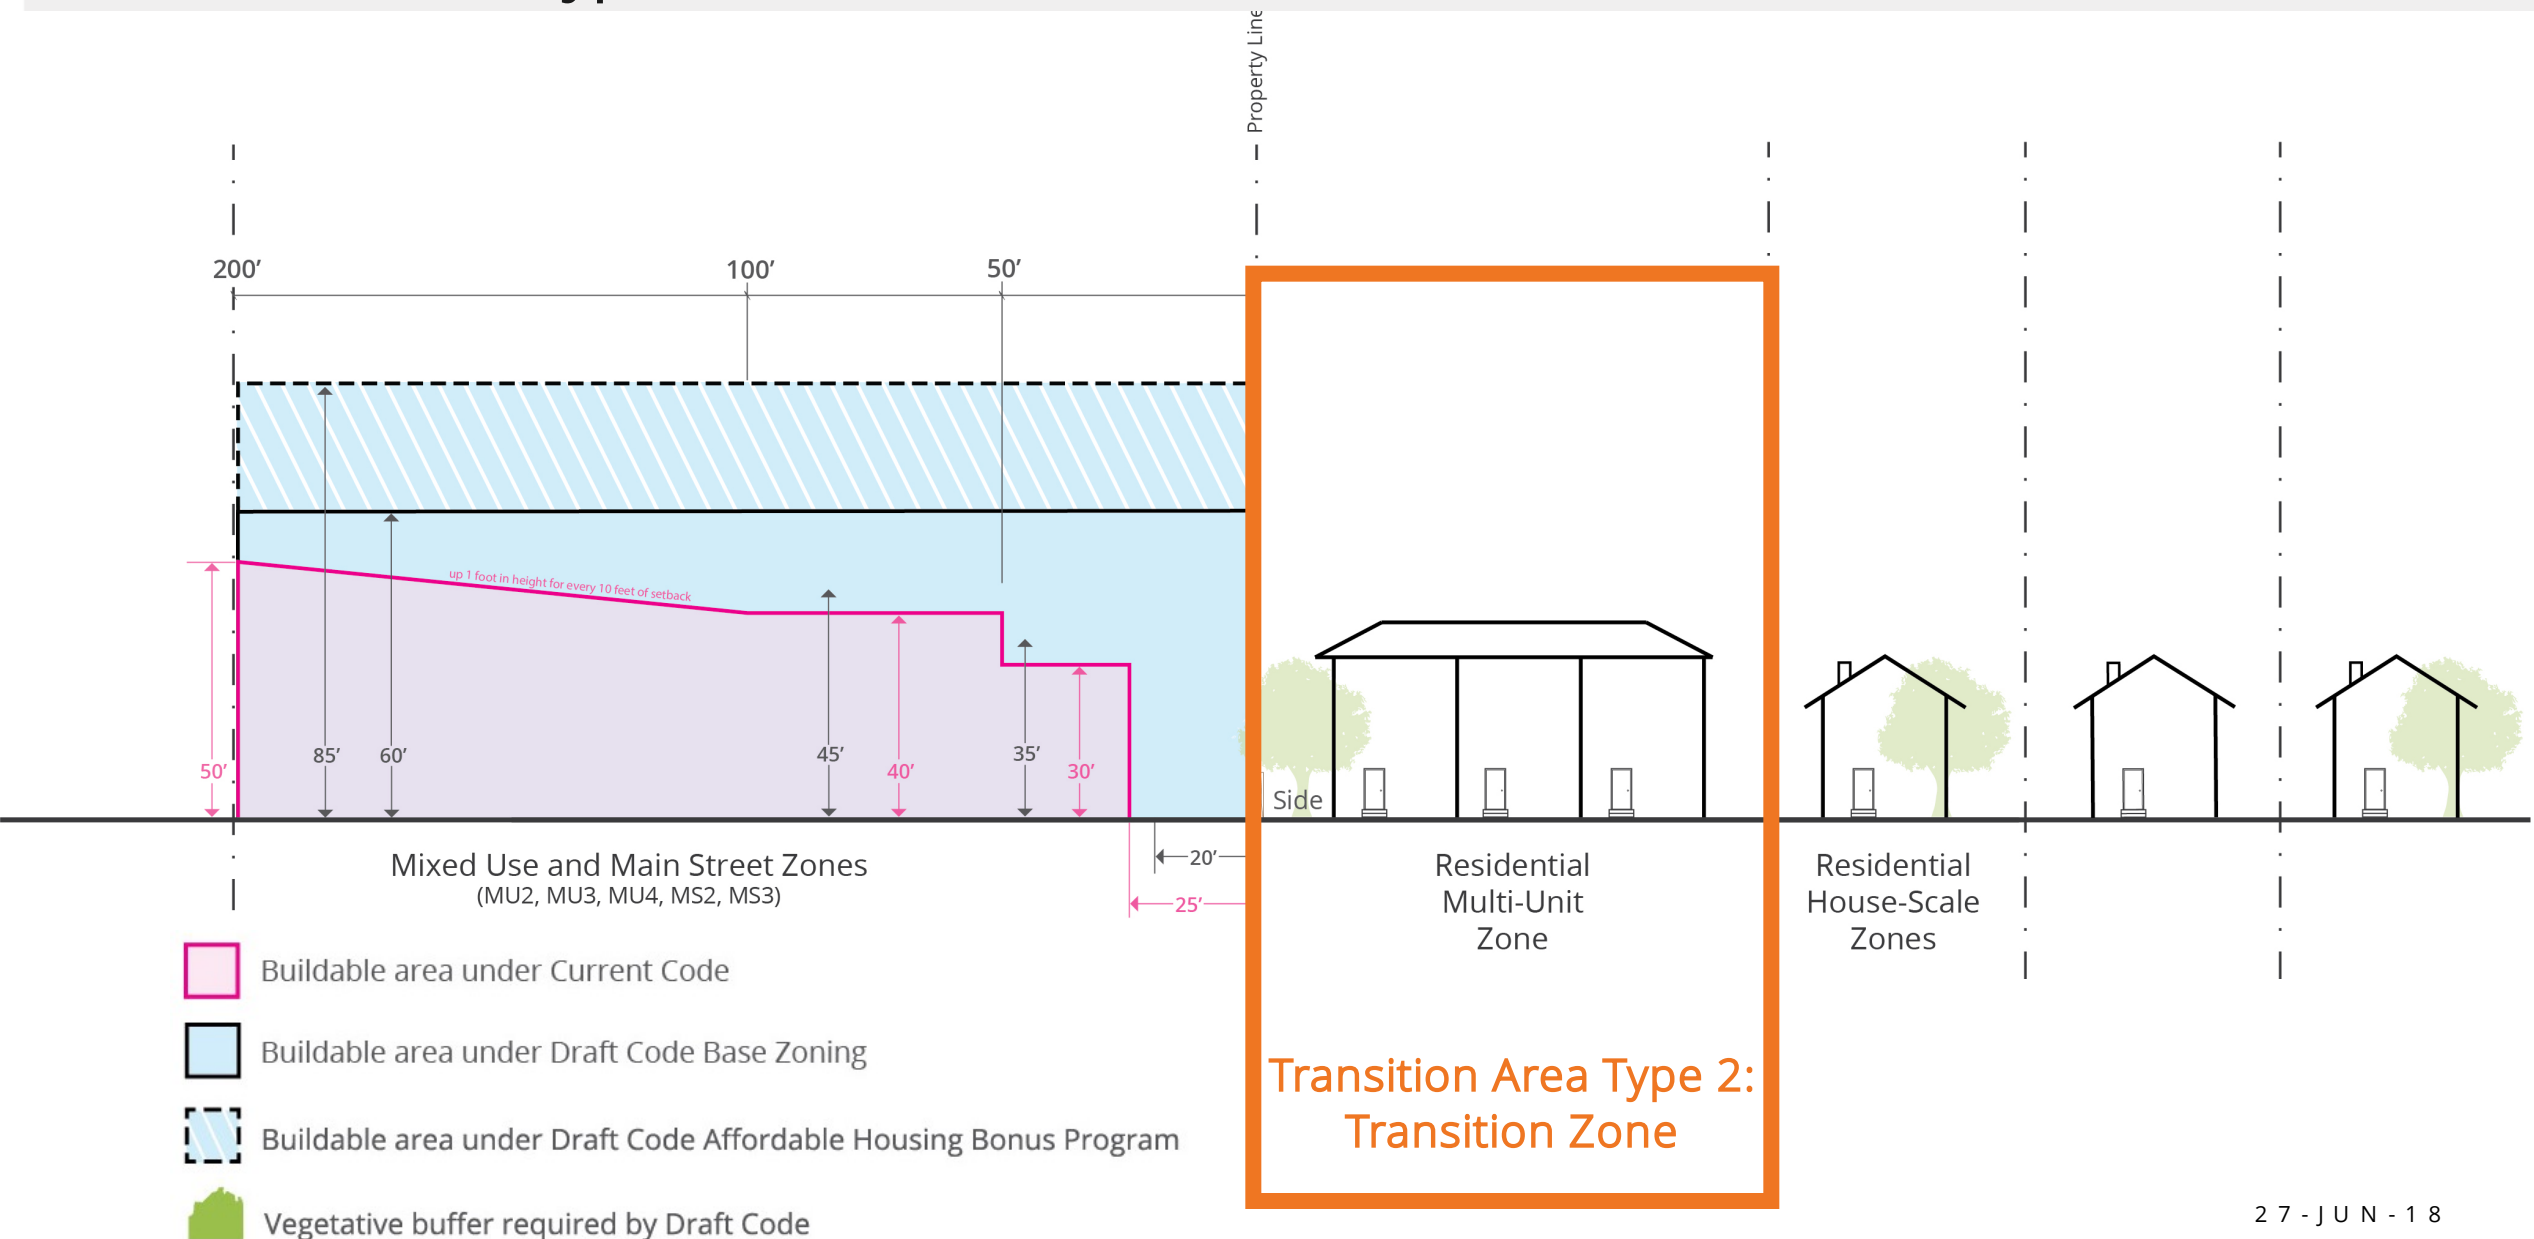 Property Line
200’
100’
50’
up 1 foot in height for every 10 feet of setback
85’
60’
45’
35’
50’
40’
30’
Side
20’
25’
Mixed Use and Main Street Zones
(MU2, MU3, MU4, MS2, MS3)
Residential
Multi-Unit
Zone
Residential
House-Scale
Zones
Buildable area under Current Code
Buildable area under Draft Code Base Zoning
Buildable area under Draft Code Affordable Housing Bonus Program
Vegetative buffer required by Draft Code
Transition Area Type 2:
Transition Zone
27-JUN-18